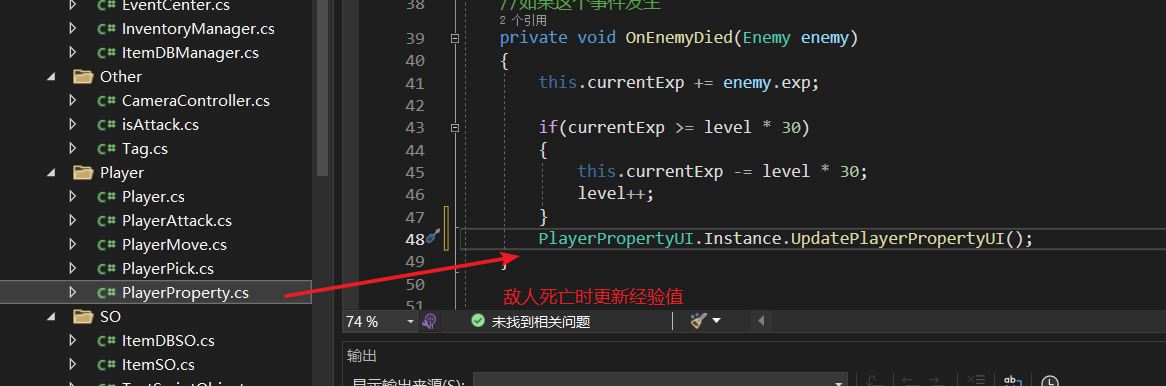 EventCenter.cs
InventoryManager.cs
ItemDBManager.cs
Other
CameraController.cs
isAttack.cs
Tag.cs
Player
Player.cs
PlayerAttack.cs
PlayerMove.cs
PlayerPick.cs
PlayerProperty.cs
SO
ItemDBSO.cs
ItemSO.cs
38 //如果这个事件发生
2 个引用
39 private void OnEnemyDied(Enemy enemy)
40 {
41 this.currentExp += enemy.exp;
42
43 if(currentExp >= level * 30)
44 {
45 this.currentExp -= level * 30;
46 level++;
47 }
48 PlayerPropertyUI.Instance.UpdatePlayerPropertyUI();
49 }
50
敌人死亡时更新经验值
51
74 % 未找到相关问题
输出
显示输出来源(S):
ab